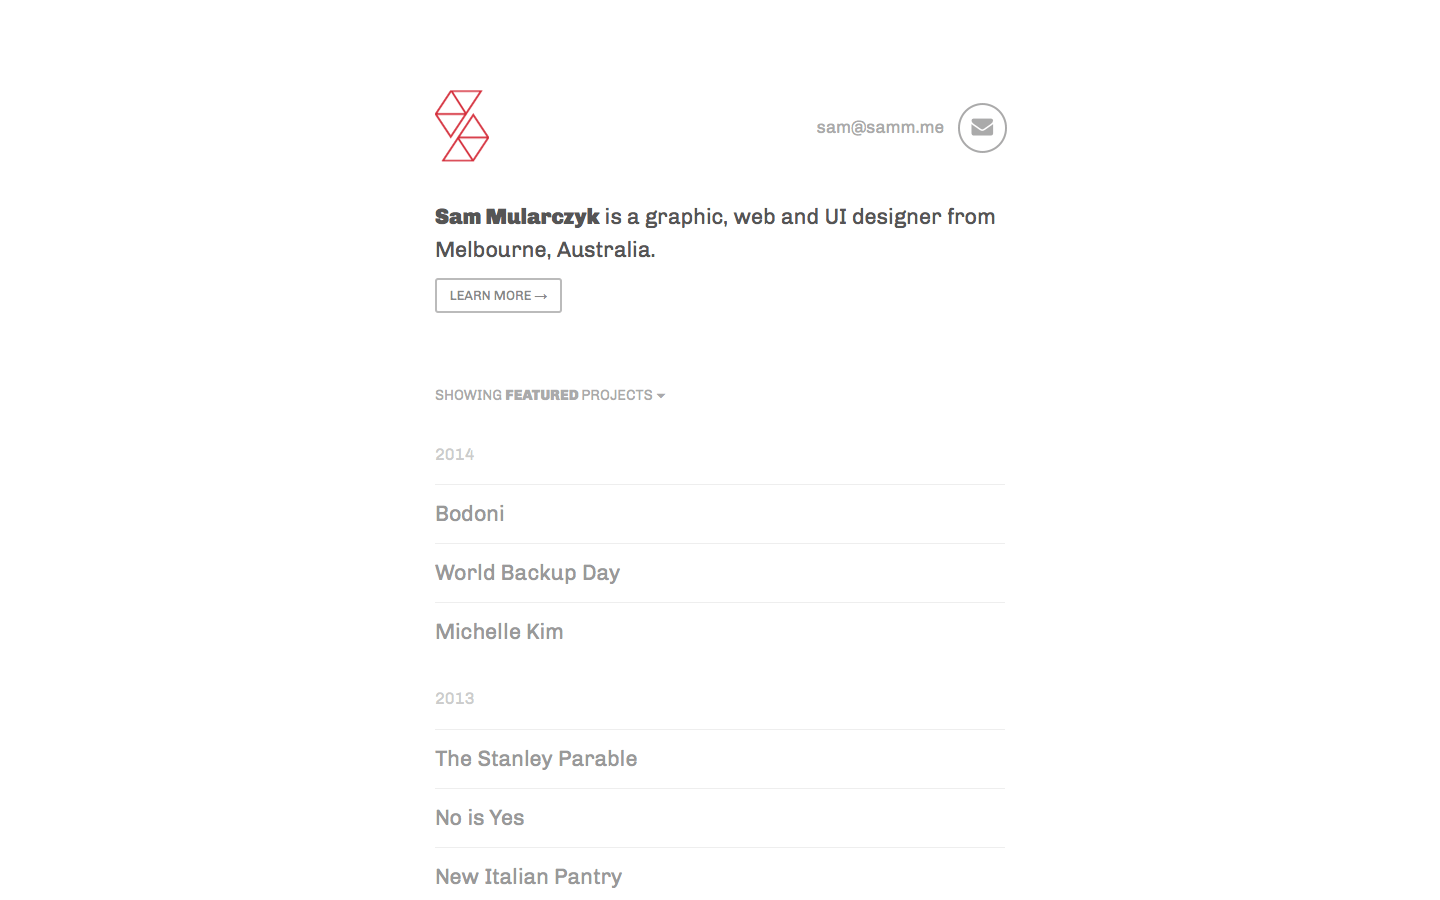 sam@samm.me
Sam Mularczyk is a graphic, web and UI designer from
Melbourne, Australia.
LEARN MORE →
SHOWING FEATURED PROJECTS
2014
Bodoni
World Backup Day
Michelle Kim
2013
The Stanley Parable
No is Yes
New Italian Pantry